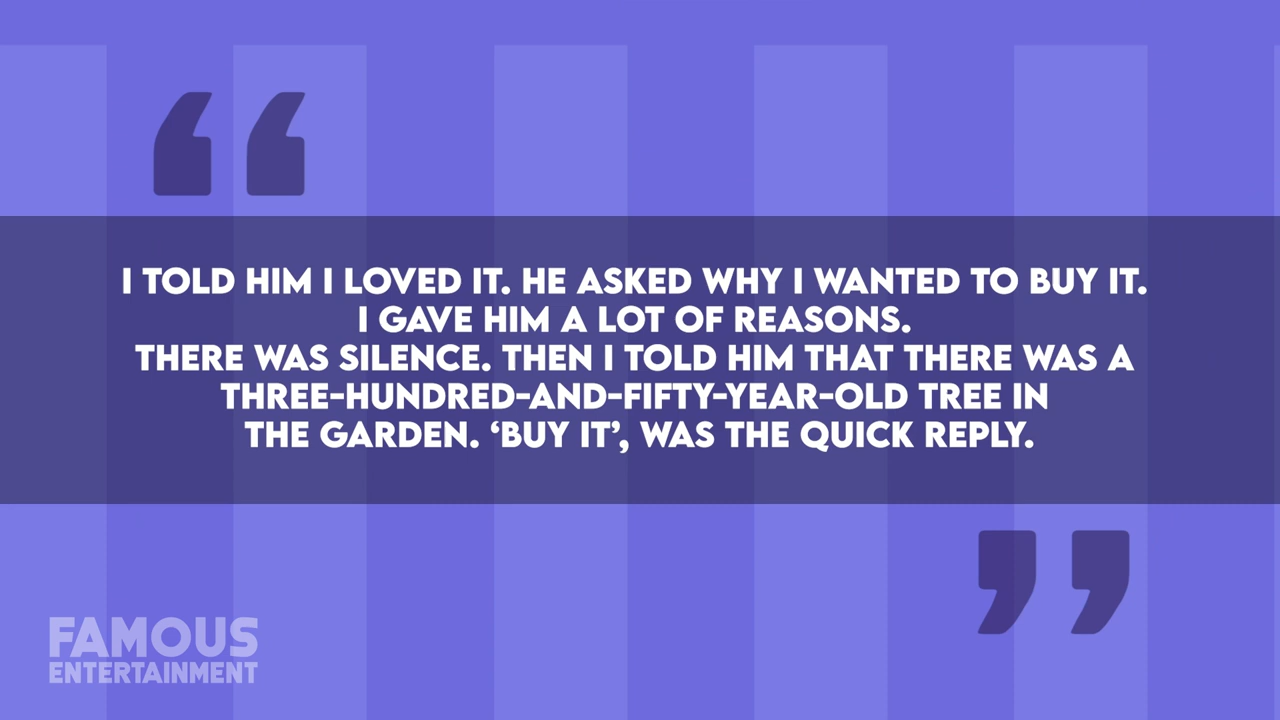 I TOLD HIM I LOVED IT. HE ASKED WHY I WANTED TO BUY IT.
I GAVE HIM A LOT OF REASONS.
THERE WAS SILENCE. THEN I TOLD HIM THAT THERE WAS A
THREE-HUNDRED-AND-FIFTY-YEAR-OLD TREE IN
THE GARDEN. ‘BUY IT’, WAS THE QUICK REPLY.
FAMOUS
ENTERTAINMENT